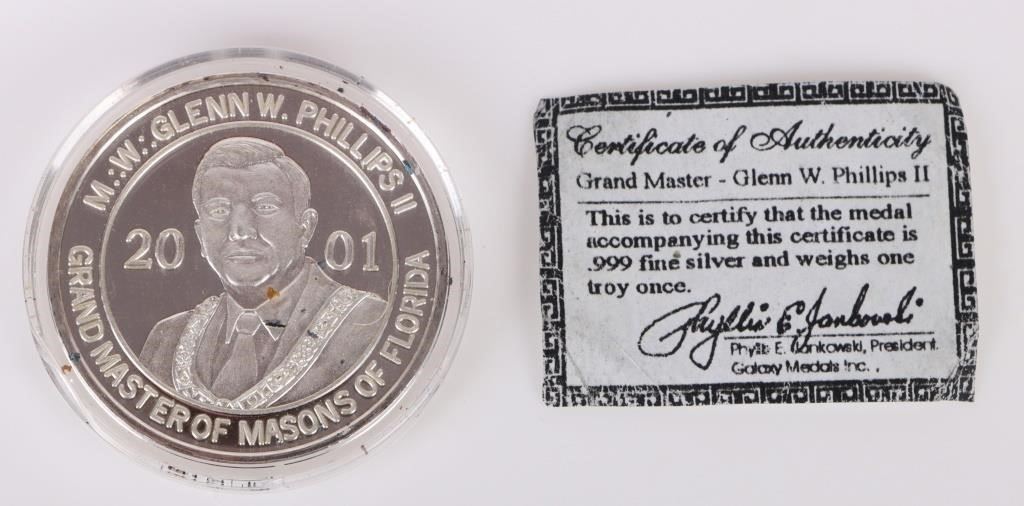 M∴W∴GLENN W. PHILLIPS II
20 01
GRAND MASTER OF MASONS OF FLORIDA
Certificate of Authenticity
Grand Master - Glenn W. Phillips II
This is to certify that the medal
accompanying this certificate is
.999 fine silver and weighs one
troy once.
Phyllis E. Jankowski
Phyllis E. Jankowski, President.
Galaxy Medals Inc.